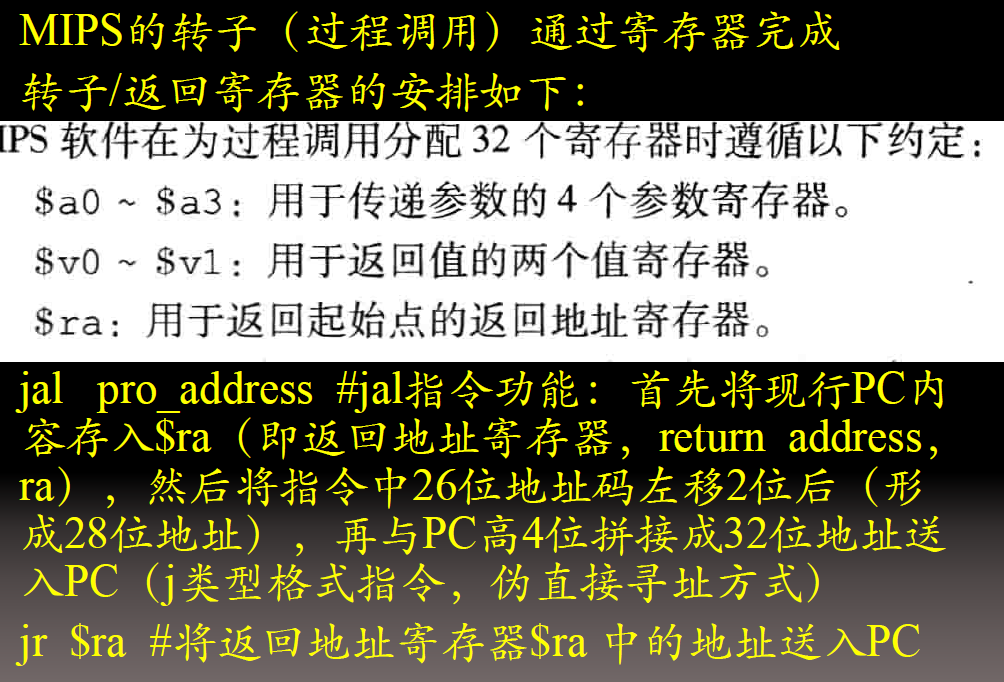 MIPS的转子（过程调用）通过寄存器完成
转子/返回寄存器的安排如下：
IPS 软件在为过程调用分配 32 个寄存器时遵循以下约定：
$a0 ~ $a3：用于传递参数的 4 个参数寄存器。
$v0 ~ $v1：用于返回值的两个值寄存器。
$ra：用于返回起始点的返回地址寄存器。
jal pro_address #jal指令功能：首先将现行PC内
容存入$ra（即返回地址寄存器，return address，
ra），然后将指令中26位地址码左移2位后（形
成28位地址），再与PC高4位拼接成32位地址送
入PC（j类型格式指令，伪直接寻址方式）
jr $ra #将返回地址寄存器$ra 中的地址送入PC